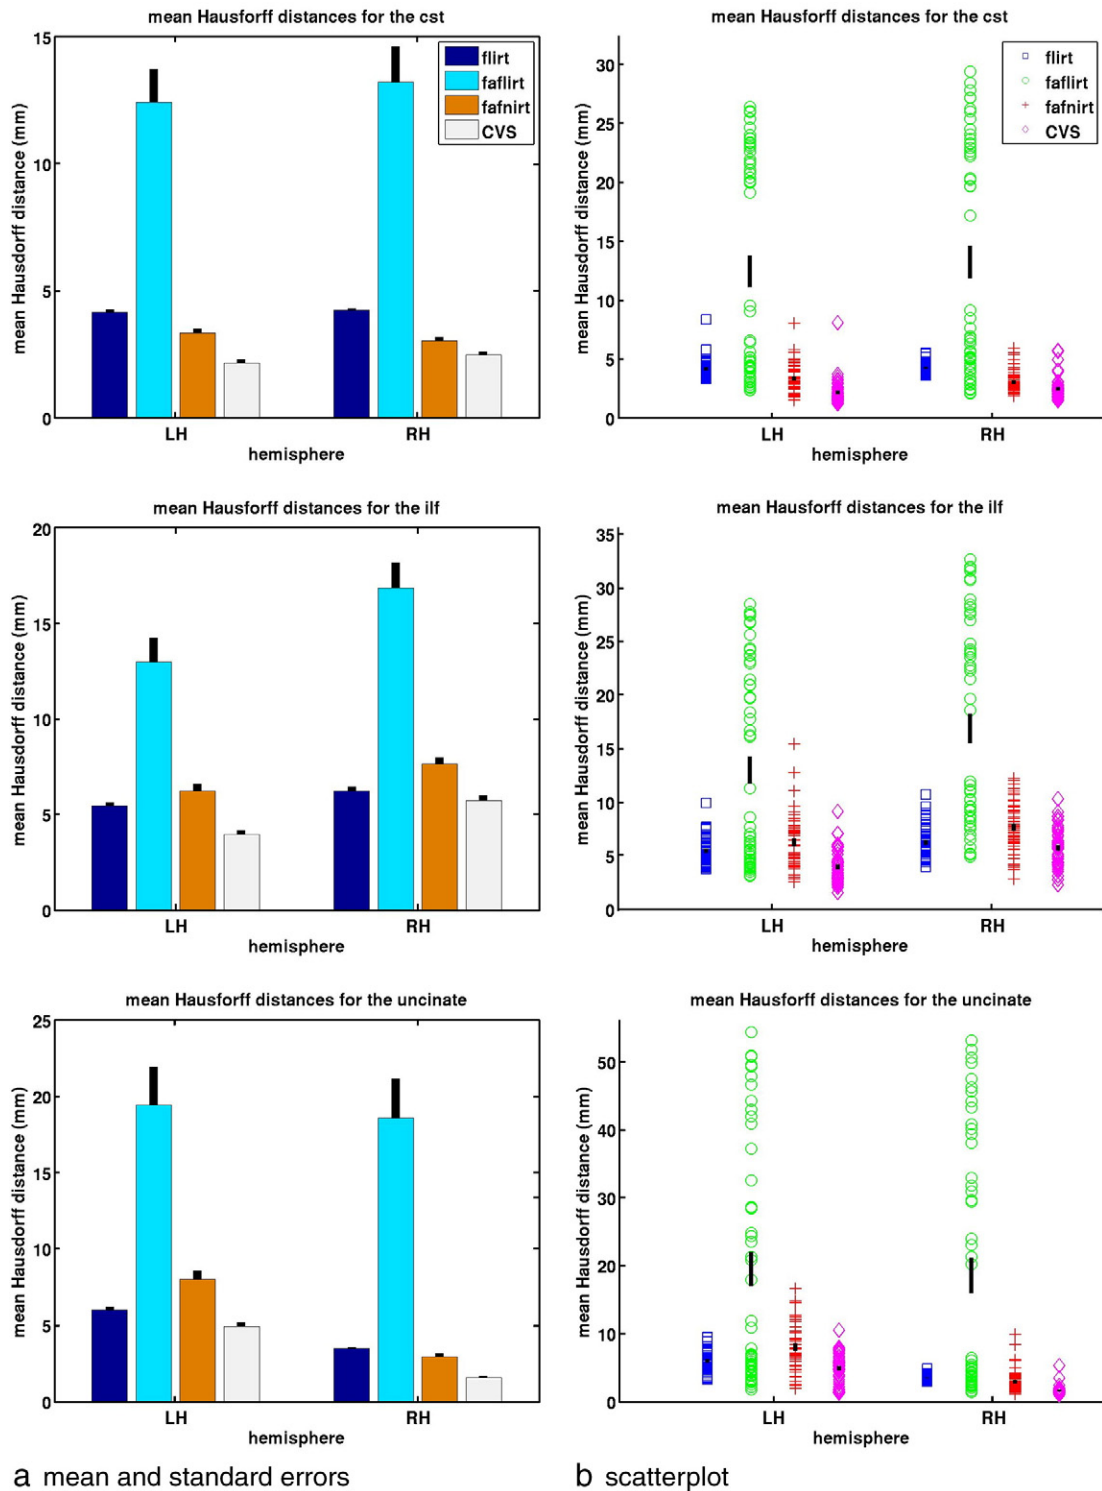 mean Hausforff distances for the cst
mean Hausdorff distance (mm)
15
10
5
0
flirt
faflirt
fafnirt
CVS
LH
RH
hemisphere
mean Hausforff distances for the cst
mean Hausdorff distance (mm)
30
25
20
15
10
5
0
flirt
faflirt
fafnirt
CVS
LH
RH
hemisphere
mean Hausforff distances for the ilf
mean Hausdorff distance (mm)
20
15
10
5
0
LH
RH
hemisphere
mean Hausforff distances for the ilf
mean Hausdorff distance (mm)
35
30
25
20
15
10
5
0
LH
RH
hemisphere
mean Hausforff distances for the uncinate
mean Hausdorff distance (mm)
25
20
15
10
5
0
LH
RH
hemisphere
mean Hausforff distances for the uncinate
mean Hausdorff distance (mm)
50
40
30
20
10
0
LH
RH
hemisphere
a mean and standard errors
b scatterplot